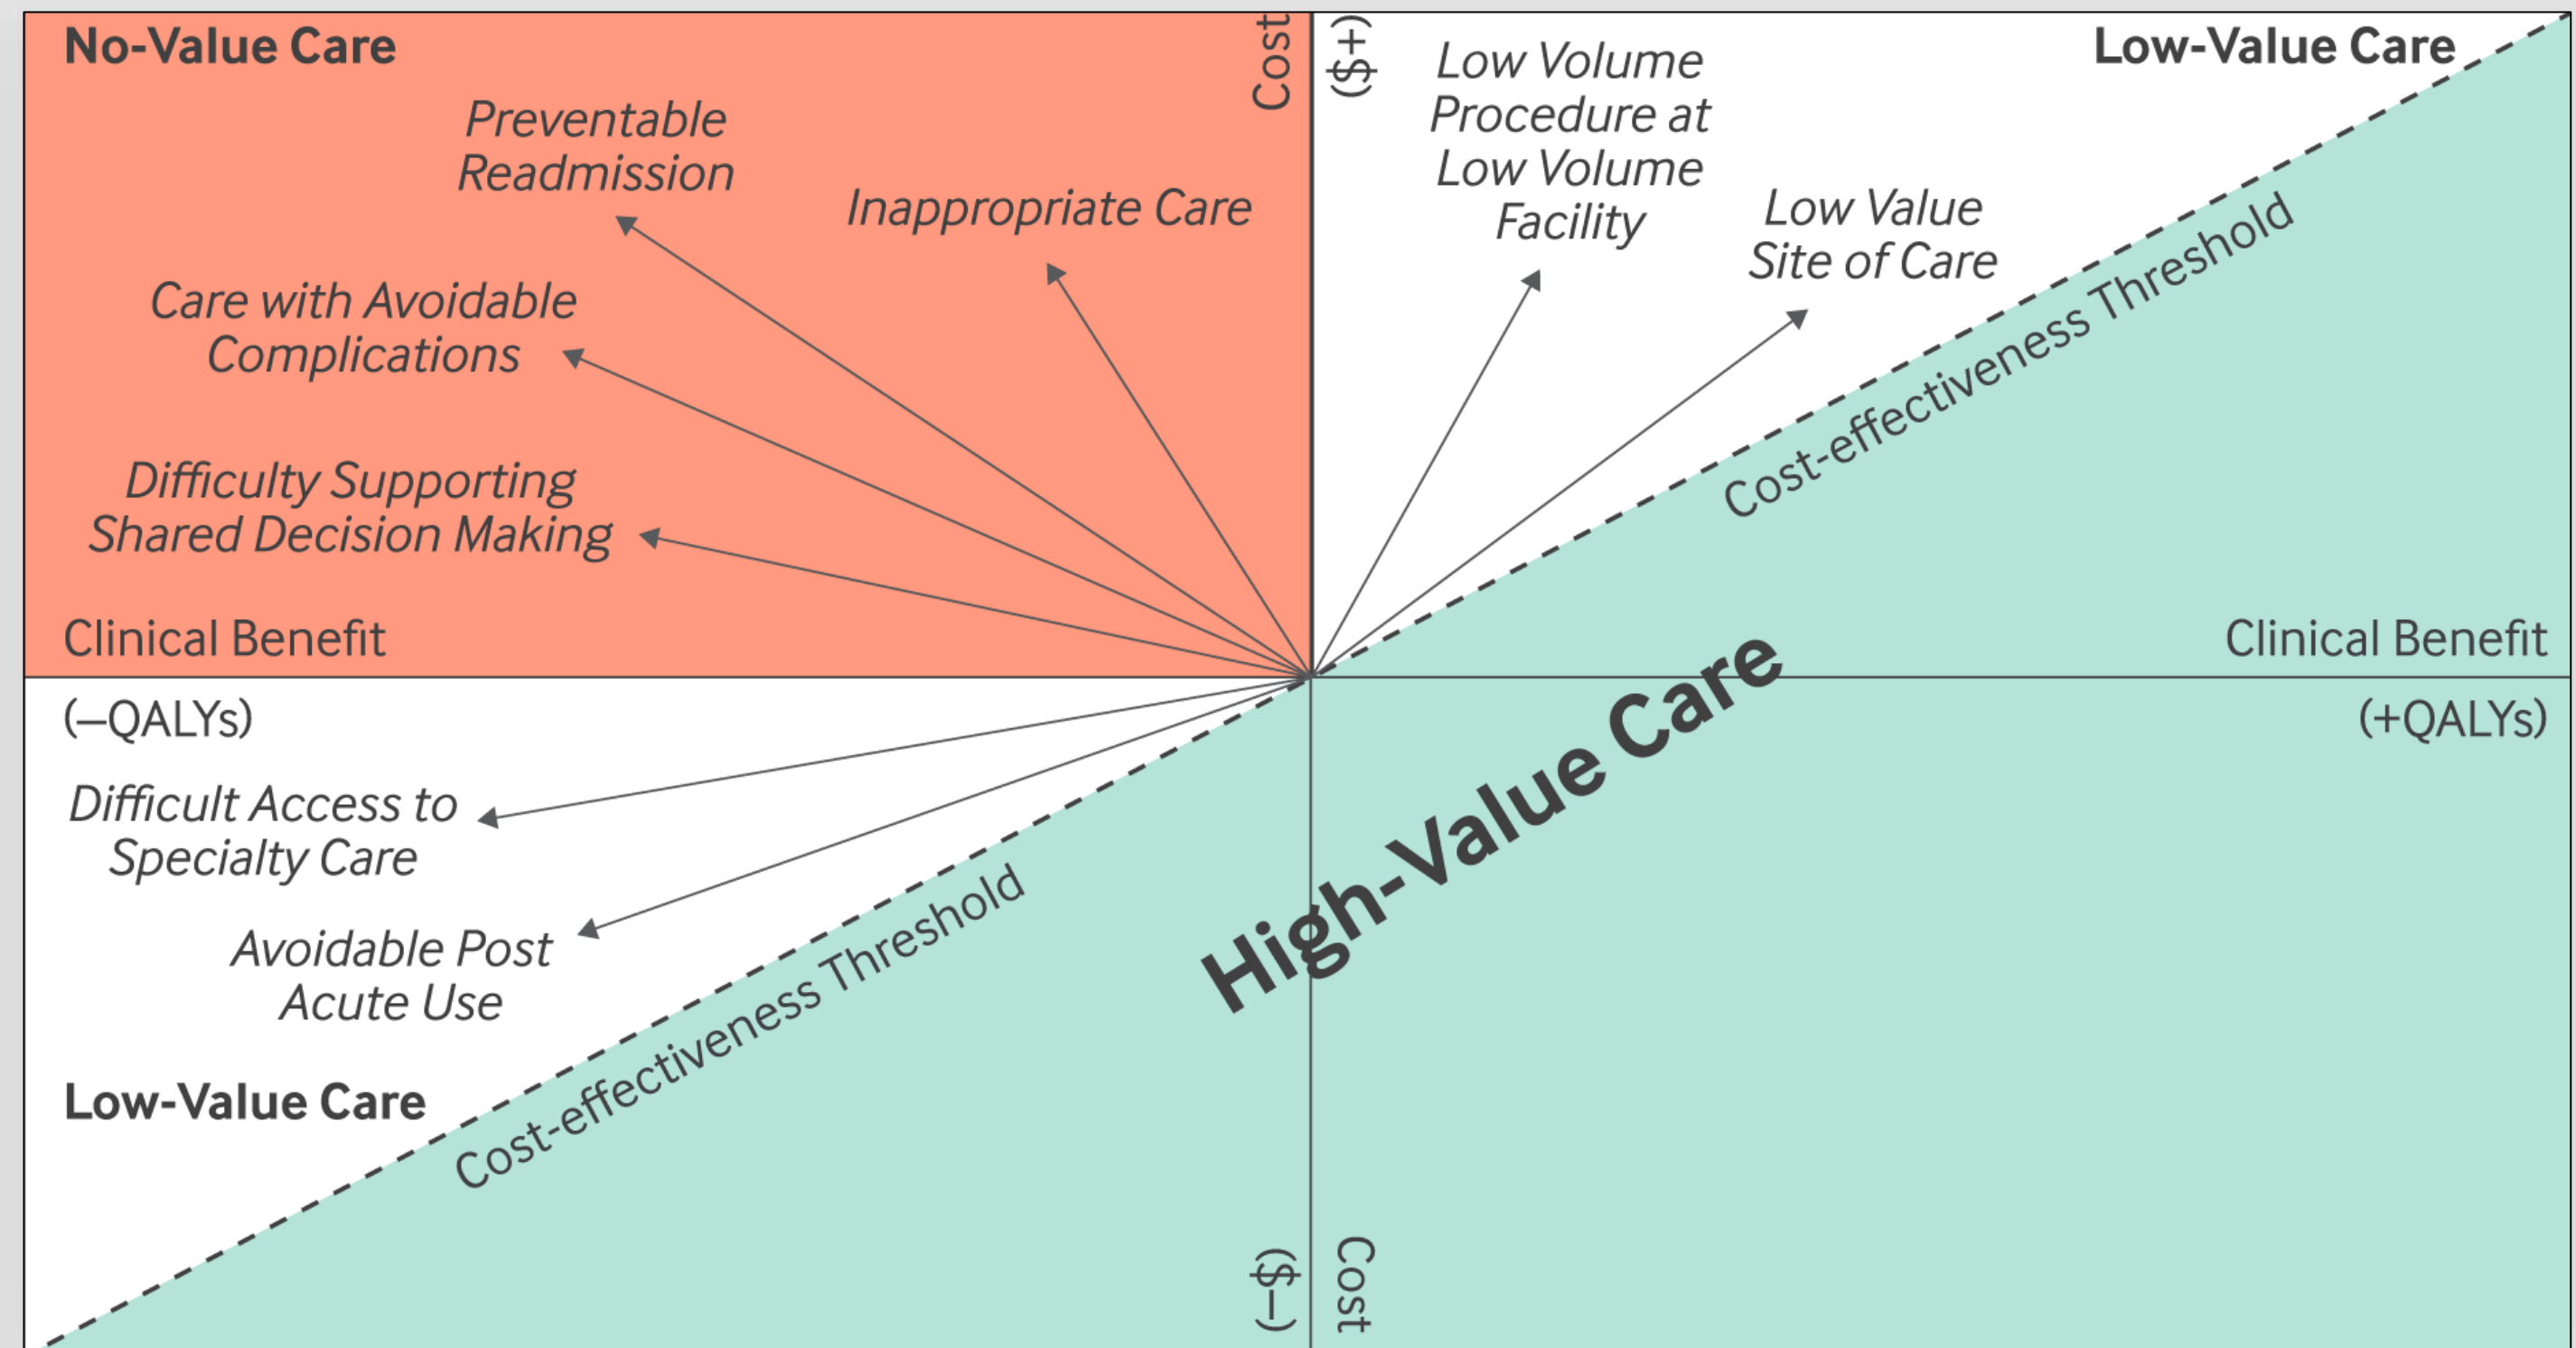 No-Value Care
Preventable
Readmission
Inappropriate Care
Care with Avoidable
Complications
Difficulty Supporting
Shared Decision Making
Clinical Benefit
Cost
(+$)
Low Volume
Procedure at
Low Volume
Facility
Low Value
Site of Care
Low-Value Care
Cost-effectiveness Threshold
Clinical Benefit
(+QALYs)
High-Value Care
(–QALYs)
Difficult Access to
Specialty Care
Avoidable Post
Acute Use
Low-Value Care
Cost-effectiveness Threshold
($–)
Cost